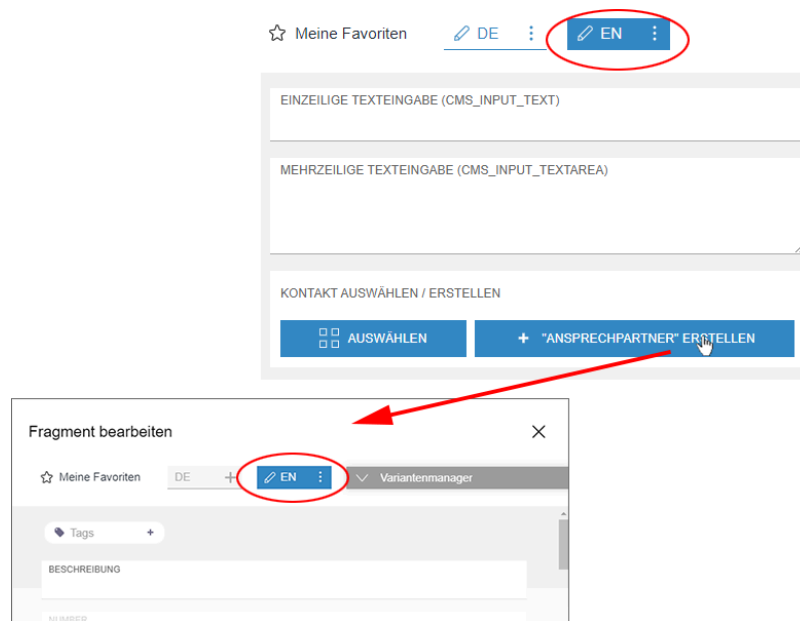 Meine Favoriten DE EN
EINZEILIGE TEXTEINGABE (CMS_INPUT_TEXT)
MEHRZEILIGE TEXTEINGABE (CMS_INPUT_TEXTAREA)
KONTAKT AUSWÄHLEN / ERSTELLEN
AUSWÄHLEN + "ANSPRECHPARTNER" ERSTELLEN
Fragment bearbeiten
Meine Favoriten DE + EN Variantenmanager
Tags +
BESCHREIBUNG
NUMBER